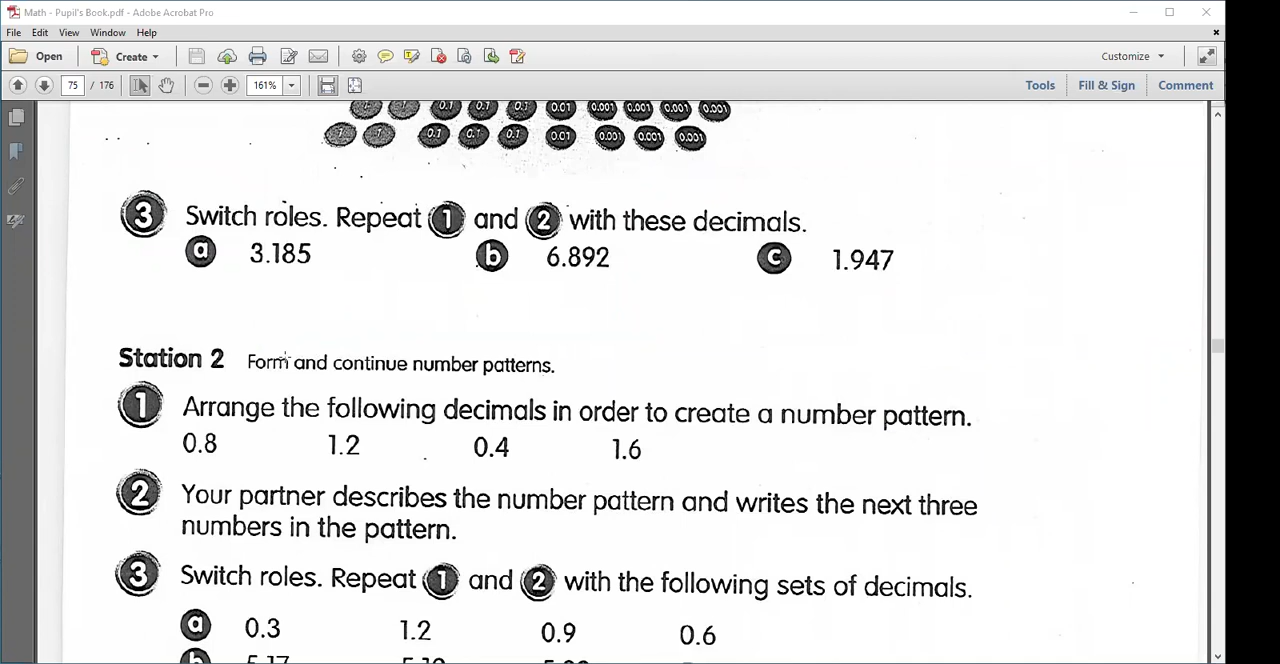 Math - Pupil's Book.pdf - Adobe Acrobat Pro
File Edit View Window Help
Open Create Customize
75 / 176 161% Tools Fill & Sign Comment
1 1 0.1 0.1 0.1 0.01 0.001 0.001 0.001 0.001
1 1 0.1 0.1 0.1 0.01 0.001 0.001 0.001
3 Switch roles. Repeat 1 and 2 with these decimals.
a 3.185 b 6.892 c 1.947
Station 2 Form and continue number patterns.
1 Arrange the following decimals in order to create a number pattern.
0.8 1.2 0.4 1.6
2 Your partner describes the number pattern and writes the next three
numbers in the pattern.
3 Switch roles. Repeat 1 and 2 with the following sets of decimals.
a 0.3 1.2 0.9 0.6
b 5.17